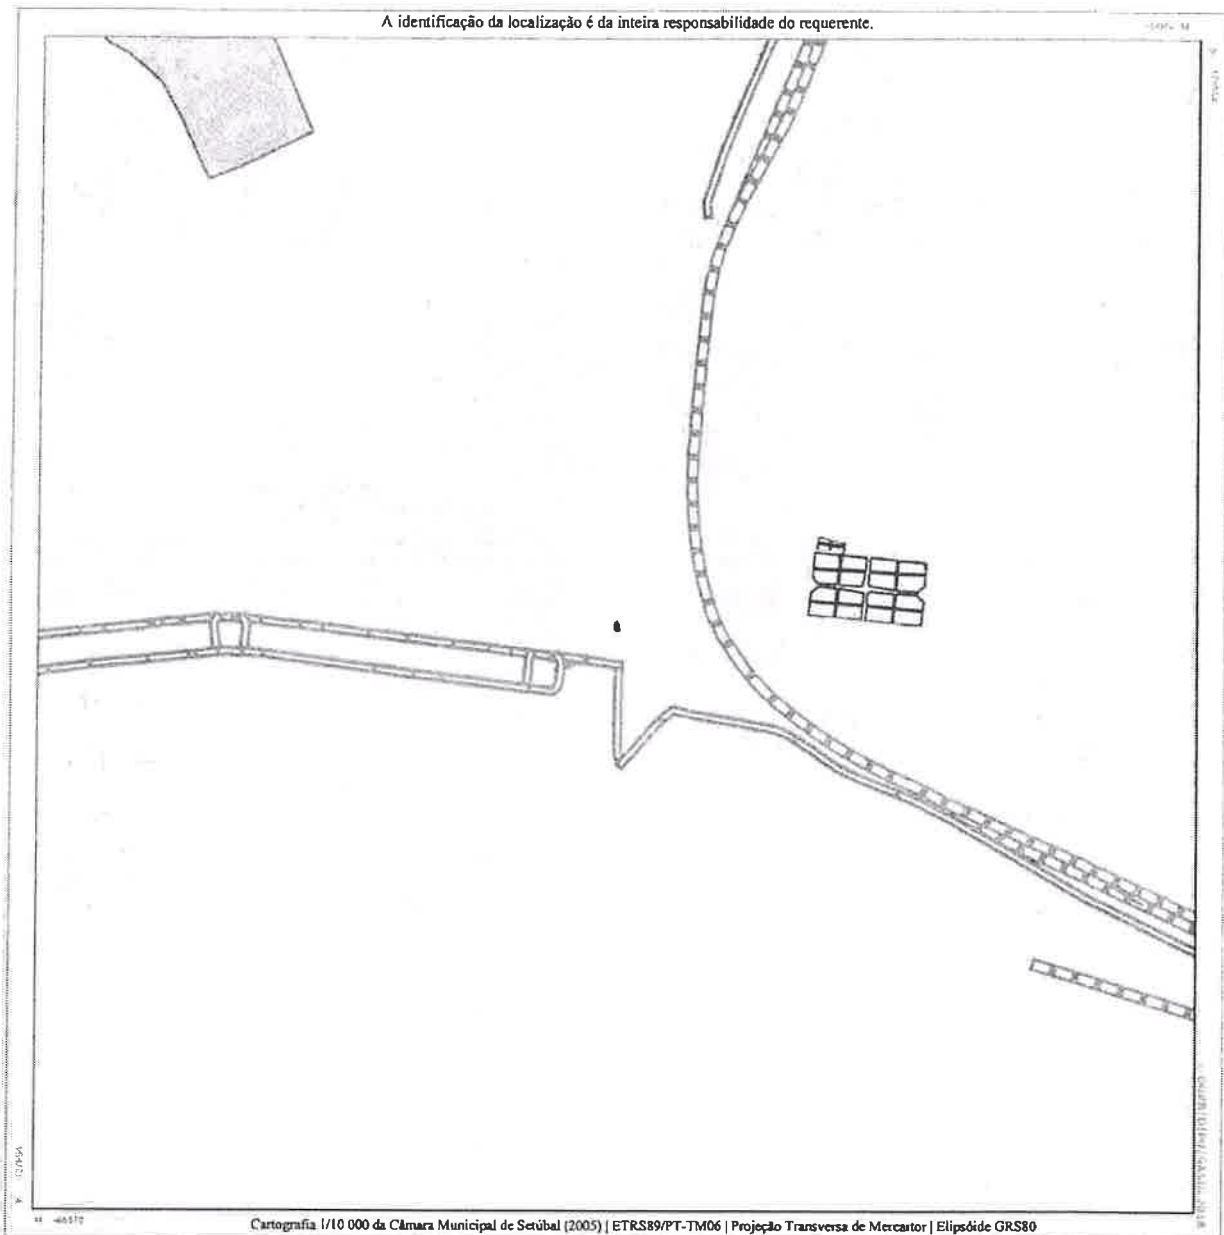 A identificação da localização é da inteira responsabilidade do requerente.
Cartografia 1/10 000 da Câmara Municipal de Setúbal (2005) | ETRS89/PT-TM06 | Projeção Transversa de Mercartor | Elipsóide GRS80